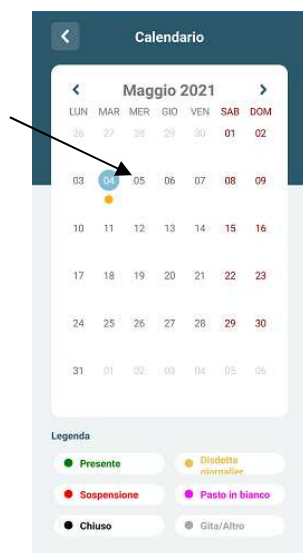 Calendario
Maggio 2021
LUN MAR MER GIO VEN SAB DOM
26 27 28 29 30 01 02
03 04 05 06 07 08 09
10 11 12 13 14 15 16
17 18 19 20 21 22 23
24 25 26 27 28 29 30
31 01 02 03 04 05 06
Legenda
Presente
Disdetta
giornalier
Sospensione
Pasto in bianco
Chiuso
Gita/Altro